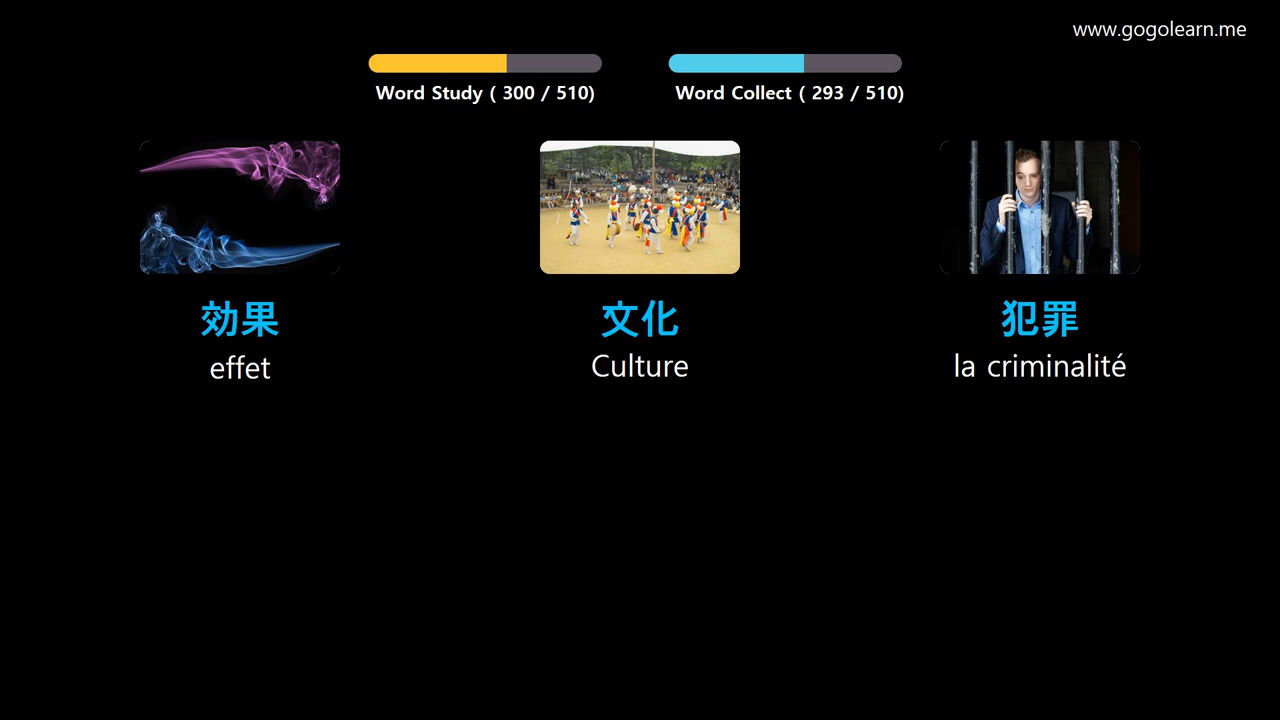 www.gogolearn.me
Word Study ( 300 / 510)
Word Collect ( 293 / 510)
効果
effet
文化
Culture
犯罪
la criminalité